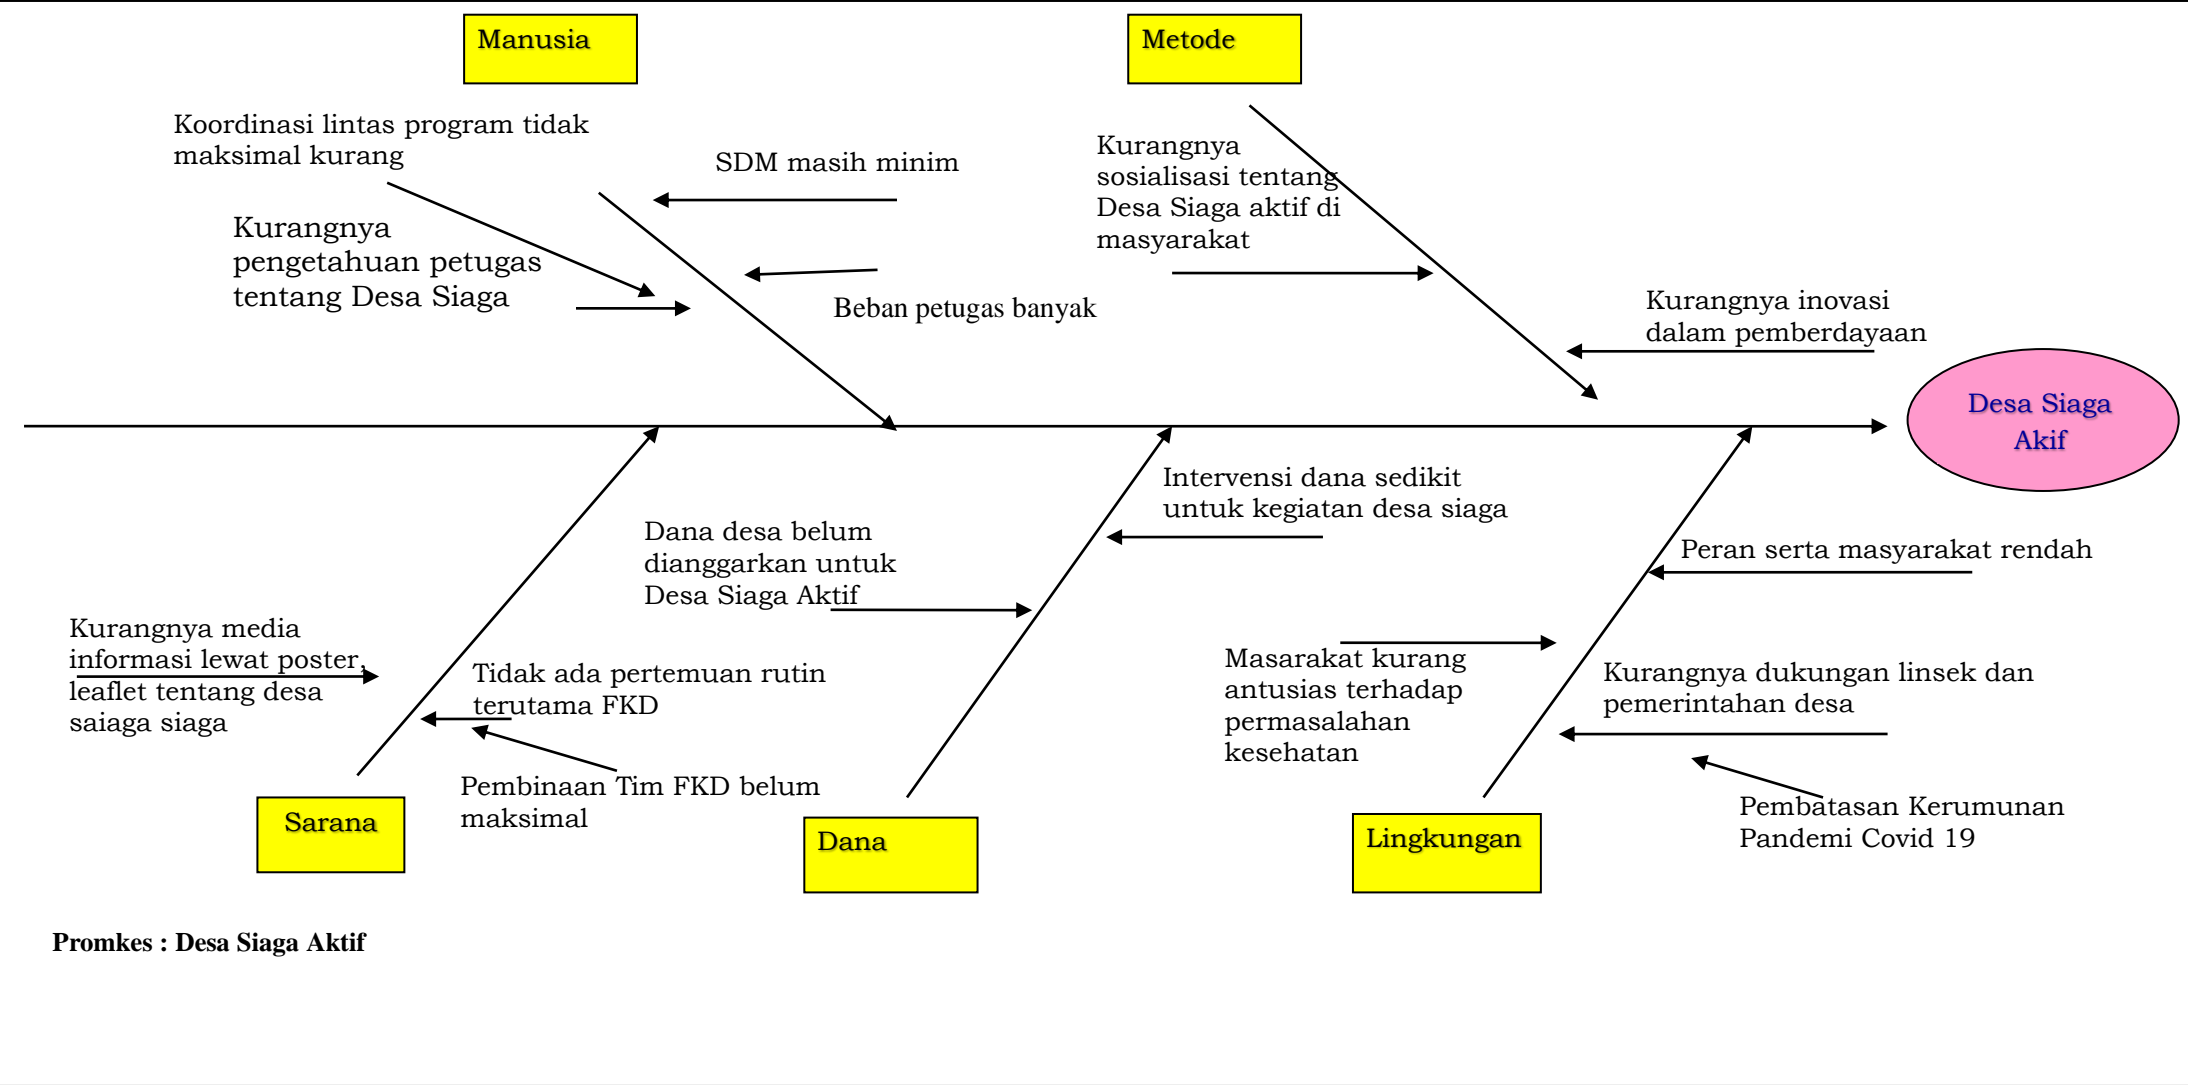 Manusia
Metode
Koordinasi lintas program tidak
maksimal kurang
SDM masih minim
Kurangnya
pengetahuan petugas
tentang Desa Siaga
Beban petugas banyak
Kurangnya
sosialisasi tentang
Desa Siaga aktif di
masyarakat
Kurangnya inovasi
dalam pemberdayaan
Desa Siaga
Akif
Intervensi dana sedikit
untuk kegiatan desa siaga
Dana desa belum
dianggarkan untuk
Desa Siaga Aktif
Peran serta masyarakat rendah
Kurangnya media
informasi lewat poster,
leaflet tentang desa
saiaga siaga
Tidak ada pertemuan rutin
terutama FKD
Masarakat kurang
antusias terhadap
permasalahan
kesehatan
Kurangnya dukungan linsek dan
pemerintahan desa
Pembinaan Tim FKD belum
maksimal
Pembatasan Kerumunan
Pandemi Covid 19
Sarana
Dana
Lingkungan
Promkes : Desa Siaga Aktif